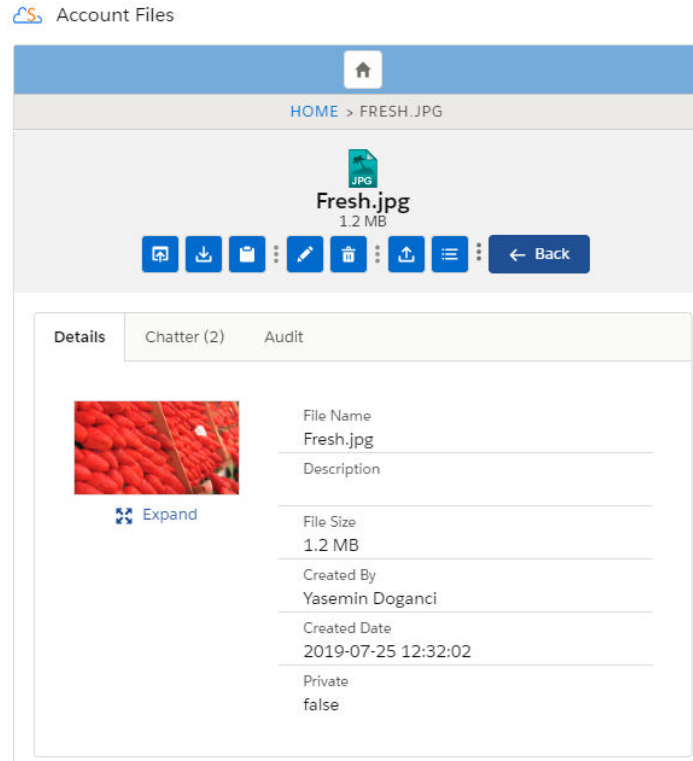 S
Account Files
HOME > FRESH.JPG
JPG
Fresh.jpg
1.2 MB
← Back
Details Chatter (2) Audit
File Name
Fresh.jpg
Description
Expand
File Size
1.2 MB
Created By
Yasemin Doganci
Created Date
2019-07-25 12:32:02
Private
false